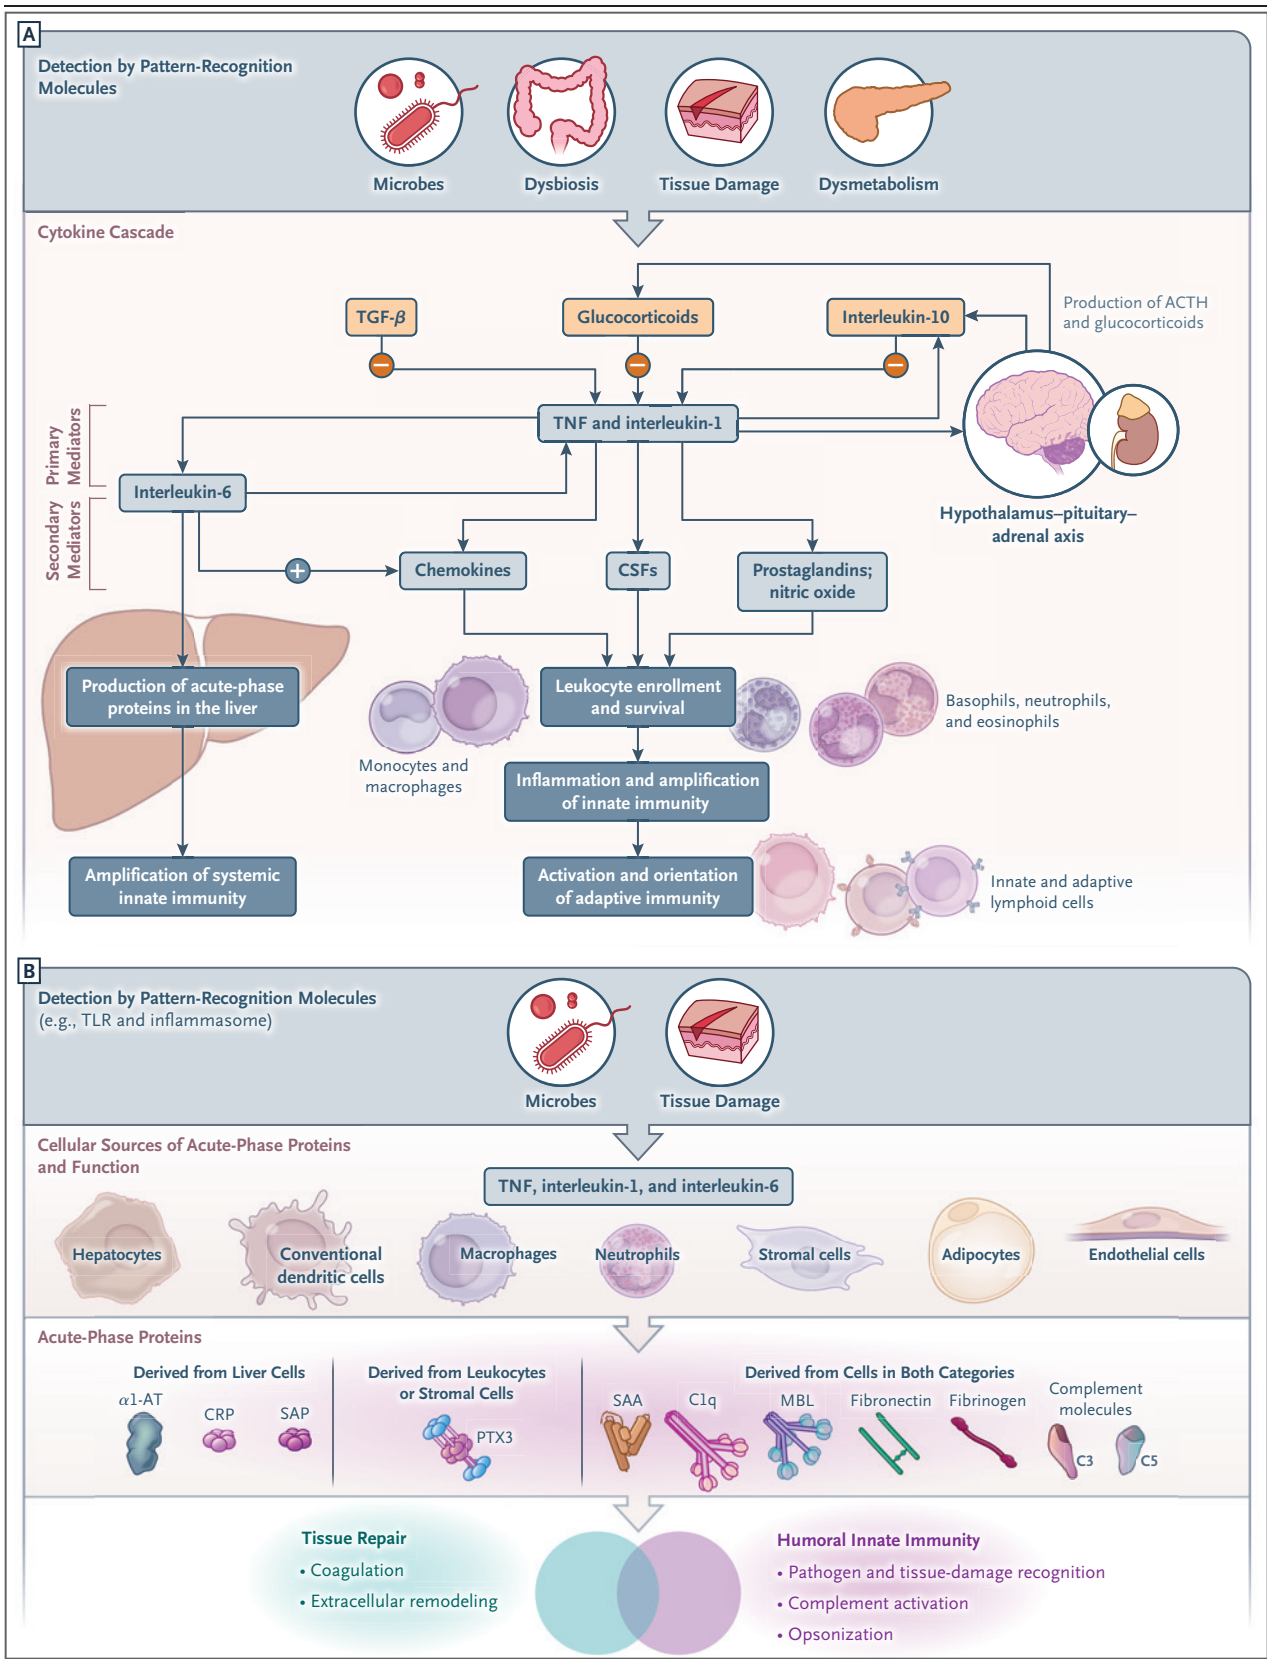 A
Detection by Pattern-Recognition
Molecules
Microbes
Dysbiosis
Tissue Damage
Dysmetabolism
Cytokine Cascade
TGF-β
Glucocorticoids
Interleukin-10
Production of ACTH
and glucocorticoids
−
−
−
Primary
Mediators
TNF and interleukin-1
Interleukin-6
Hypothalamus–pituitary–
adrenal axis
Secondary
Mediators
+
Chemokines
CSFs
Prostaglandins;
nitric oxide
Production of acute-phase
proteins in the liver
Leukocyte enrollment
and survival
Basophils, neutrophils,
and eosinophils
Monocytes and
macrophages
Inflammation and amplification
of innate immunity
Amplification of systemic
innate immunity
Activation and orientation
of adaptive immunity
Innate and adaptive
lymphoid cells
B
Detection by Pattern-Recognition Molecules
(e.g., TLR and inflammasome)
Microbes
Tissue Damage
Cellular Sources of Acute-Phase Proteins
and Function
TNF, interleukin-1, and interleukin-6
Hepatocytes
Conventional
dendritic cells
Macrophages
Neutrophils
Stromal cells
Adipocytes
Endothelial cells
Acute-Phase Proteins
Derived from Liver Cells
α1-AT
CRP
SAP
Derived from Leukocytes
or Stromal Cells
PTX3
Derived from Cells in Both Categories
SAA
C1q
MBL
Fibronectin
Fibrinogen
Complement
molecules
C3
C5
Tissue Repair
• Coagulation
• Extracellular remodeling
Humoral Innate Immunity
• Pathogen and tissue-damage recognition
• Complement activation
• Opsonization